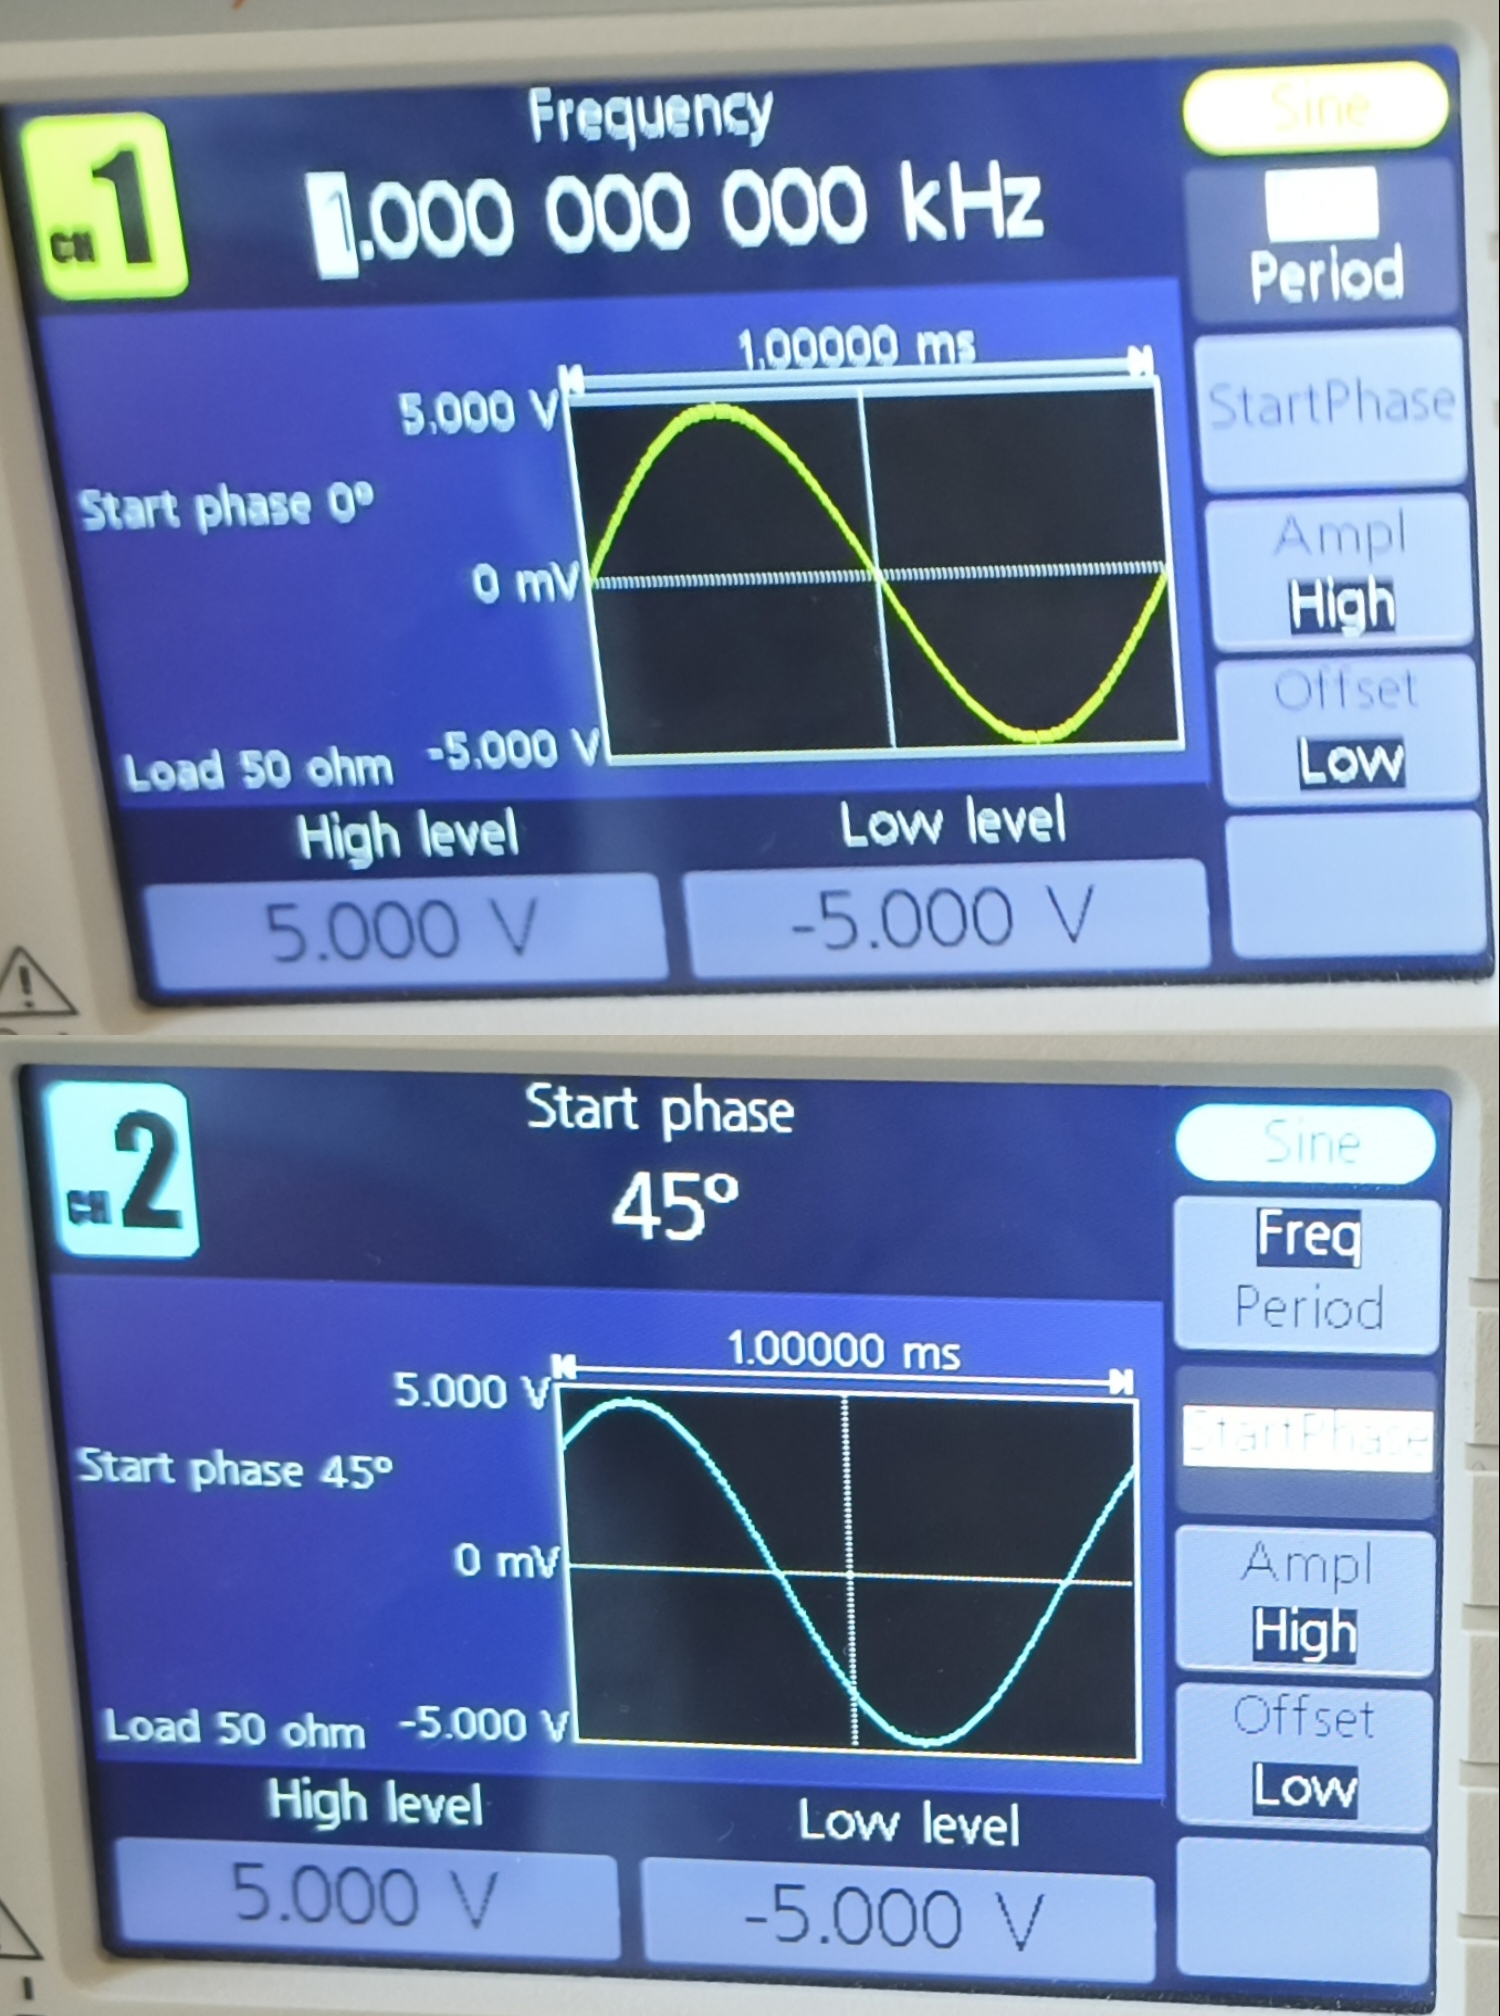 CH 1
Frequency
1.000 000 000 kHz
Sine
Period
1.00000 ms
5.000 V
StartPhase
Start phase 0°
0 mV
Ampl
High
Load 50 ohm
-5.000 V
Offset
Low
High level
Low level
5.000 V
-5.000 V
CH 2
Start phase
45°
Sine
Freq
Period
1.00000 ms
5.000 V
StartPhase
Start phase 45°
0 mV
Ampl
High
Load 50 ohm
-5.000 V
Offset
Low
High level
Low level
5.000 V
-5.000 V